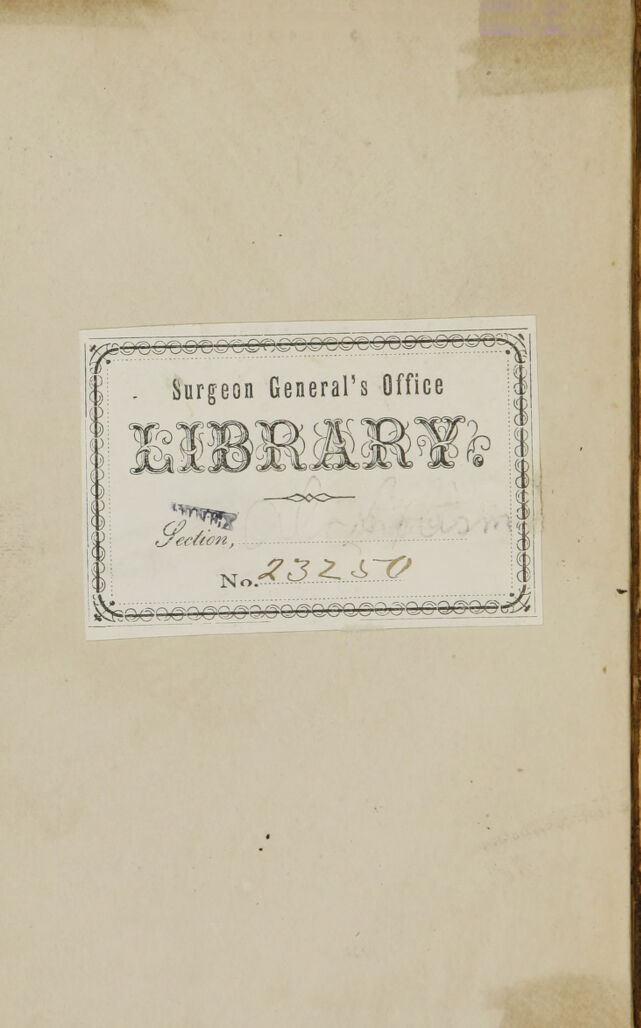 Surgeon General's Office
LIBRARY.
Section,
No. 23250